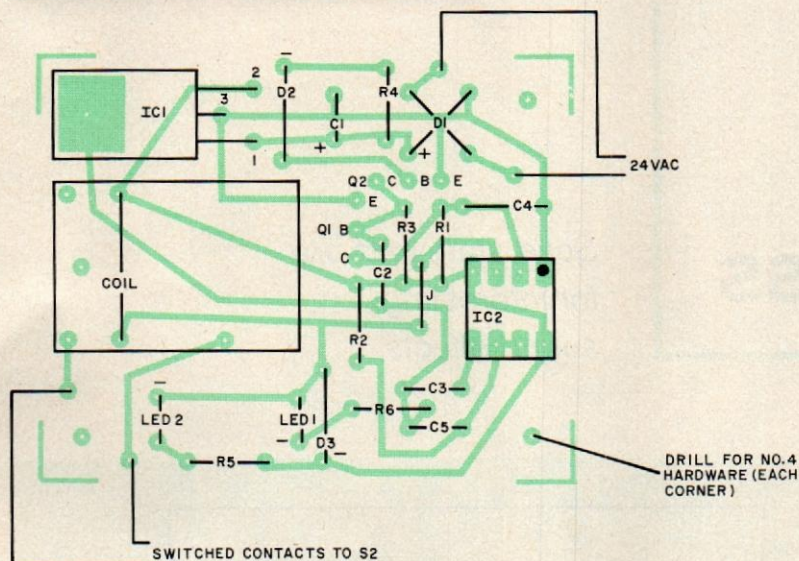 2
D2
R4
IC1
3
C1
D1
+
1
+
24VAC
Q2
C
B
E
E
C4
Q1
B
R3
R1
C
C2
COIL
J
IC2
R2
C3
LED 2
LED1
R6
C5
R5
D3
DRILL FOR NO.4
HARDWARE (EACH
CORNER)
SWITCHED CONTACTS TO S2